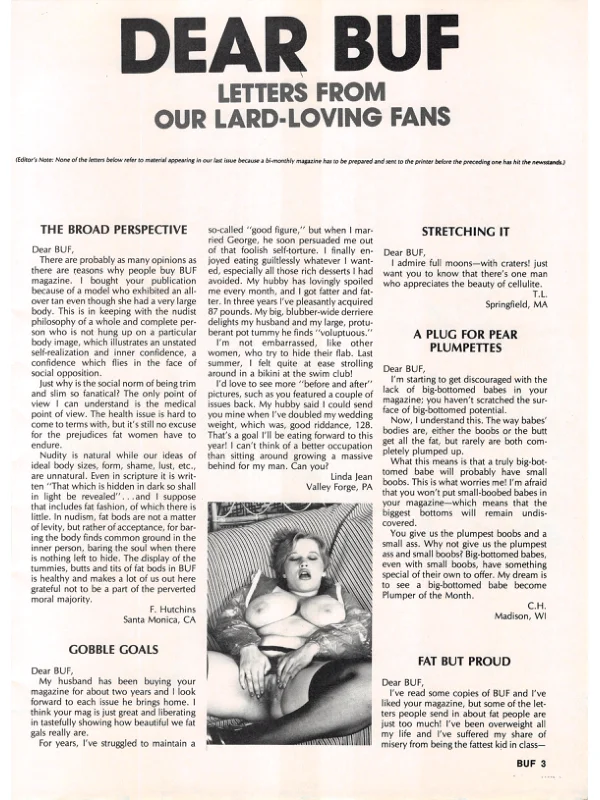 DEAR BUF
LETTERS FROM
OUR LARD-LOVING FANS
(Editor's Note: None of the letters below refer to material appearing in our last issue because a bi-monthly magazine has to be prepared and sent to the printer before the preceding one has hit the newsstands.)
THE BROAD PERSPECTIVE
Dear BUF,
There are probably as many opinions as
there are reasons why people buy BUF
magazine. I bought your publication
because of a model who exhibited an all-
over tan even though she had a very large
body. This is in keeping with the nudist
philosophy of a whole and complete per-
son who is not hung up on a particular
body image, which illustrates an unstated
self-realization and inner confidence, a
confidence which flies in the face of
social opposition.
Just why is the social norm of being trim
and slim so fanatical? The only point of
view I can understand is the medical
point of view. The health issue is hard to
come to terms with, but it's still no excuse
for the prejudices fat women have to
endure.
Nudity is natural while our ideas of
ideal body sizes, form, shame, lust, etc.,
are unnatural. Even in scripture it is writ-
ten "That which is hidden in dark so shall
in light be revealed" . . . and I suppose
that includes fat fashion, of which there is
little. In nudism, fat bods are not a matter
of levity, but rather of acceptance, for bar-
ing the body finds common ground in the
inner person, baring the soul when there
is nothing left to hide. The display of the
tummies, butts and tits of fat bods in BUF
is healthy and makes a lot of us out here
grateful not to be a part of the perverted
moral majority.
F. Hutchins
Santa Monica, CA
GOBBLE GOALS
Dear BUF,
My husband has been buying your
magazine for about two years and I look
forward to each issue he brings home. I
think your mag is just great and liberating
in tastefully showing how beautiful we fat
gals really are.
For years, I've struggled to maintain a
so-called "good figure," but when I mar-
ried George, he soon persuaded me out
of that foolish self-torture. I finally en-
joyed eating guiltlessly whatever I want-
ed, especially all those rich desserts I had
avoided. My hubby has lovingly spoiled
me every month, and I got fatter and fat-
ter. In three years I've pleasantly acquired
87 pounds. My big, blubber-wide derriere
delights my husband and my large, protu-
berant pot tummy he finds "voluptuous."
I'm not embarrassed, like other
women, who try to hide their flab. Last
summer, I felt quite at ease strolling
around in a bikini at the swim club!
I'd love to see more "before and after"
pictures, such as you featured a couple of
issues back. My hubby said I could send
you mine when I've doubled my wedding
weight, which was, good riddance, 128.
That's a goal I'll be eating forward to this
year! I can't think of a better occupation
than sitting around growing a massive
behind for my man. Can you?
Linda Jean
Valley Forge, PA
STRETCHING IT
Dear BUF,
I admire full moons—with craters! just
want you to know that there's one man
who appreciates the beauty of cellulite.
T.L.
Springfield, MA
A PLUG FOR PEAR
PLUMPETTES
Dear BUF,
I'm starting to get discouraged with the
lack of big-bottomed babes in your
magazine; you haven't scratched the sur-
face of big-bottomed potential.
Now, I understand this. The way babes'
bodies are, either the boobs or the butt
get all the fat, but rarely are both com-
pletely plumped up.
What this means is that a truly big-bot-
tomed babe will probably have small
boobs. This is what worries me! I'm afraid
that you won't put small-boobed babes in
your magazine—which means that the
biggest bottoms will remain undis-
covered.
You give us the plumpest boobs and a
small ass. Why not give us the plumpest
ass and small boobs? Big-bottomed babes,
even with small boobs, have something
special of their own to offer. My dream is
to see a big-bottomed babe become
Plumper of the Month.
C.H.
Madison, WI
FAT BUT PROUD
Dear BUF,
I've read some copies of BUF and I've
liked your magazine, but some of the let-
ters people send in about fat people are
just too much! I've been overweight all
my life and I've suffered my share of
misery from being the fattest kid in class—
BUF 3